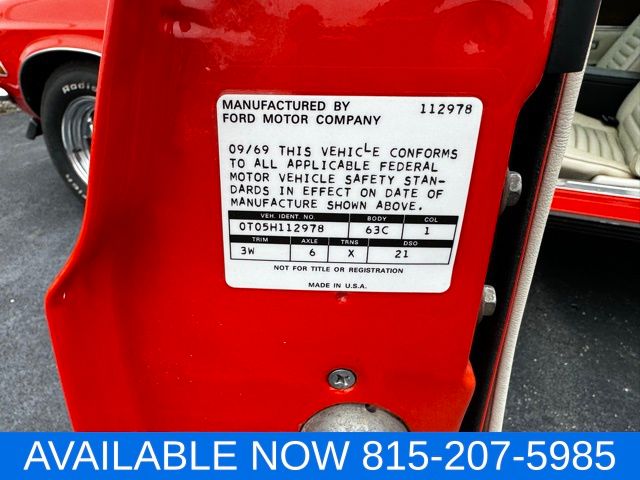 Radial
MANUFACTURED BY 112978
FORD MOTOR COMPANY
09/69 THIS VEHICLE CONFORMS
TO ALL APPLICABLE FEDERAL
MOTOR VEHICLE SAFETY STAN-
DARDS IN EFFECT ON DATE OF
MANUFACTURE SHOWN ABOVE.
VEH. IDENT. NO. BODY COL
0T05H112978 63C 1
TRIM AXLE TRNS DSO
3W 6 X 21
NOT FOR TITLE OR REGISTRATION
MADE IN U.S.A.
AVAILABLE NOW 815-207-5985